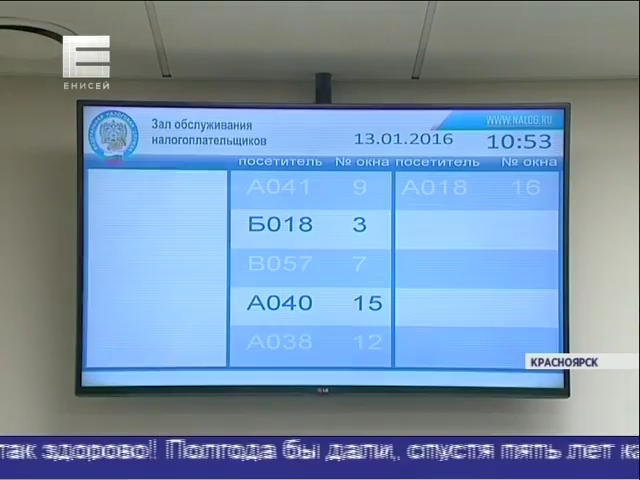 ЕНИСЕЙ
Зал обслуживания
налогоплательщиков
WWW.NALOG.RU
13.01.2016 10:53
посетитель № окна посетитель № окна
А041 9 А018 16
Б018 3
В057 7
А040 15
А038 12
LG
КРАСНОЯРСК
так здорово! Полгода бы дали, спустя пять лет